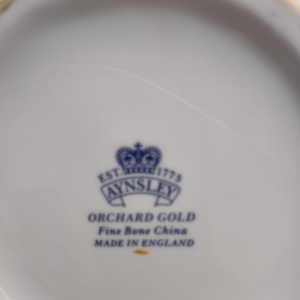 EST. 1775
AYNSLEY
ORCHARD GOLD
Fine Bone China
MADE IN ENGLAND